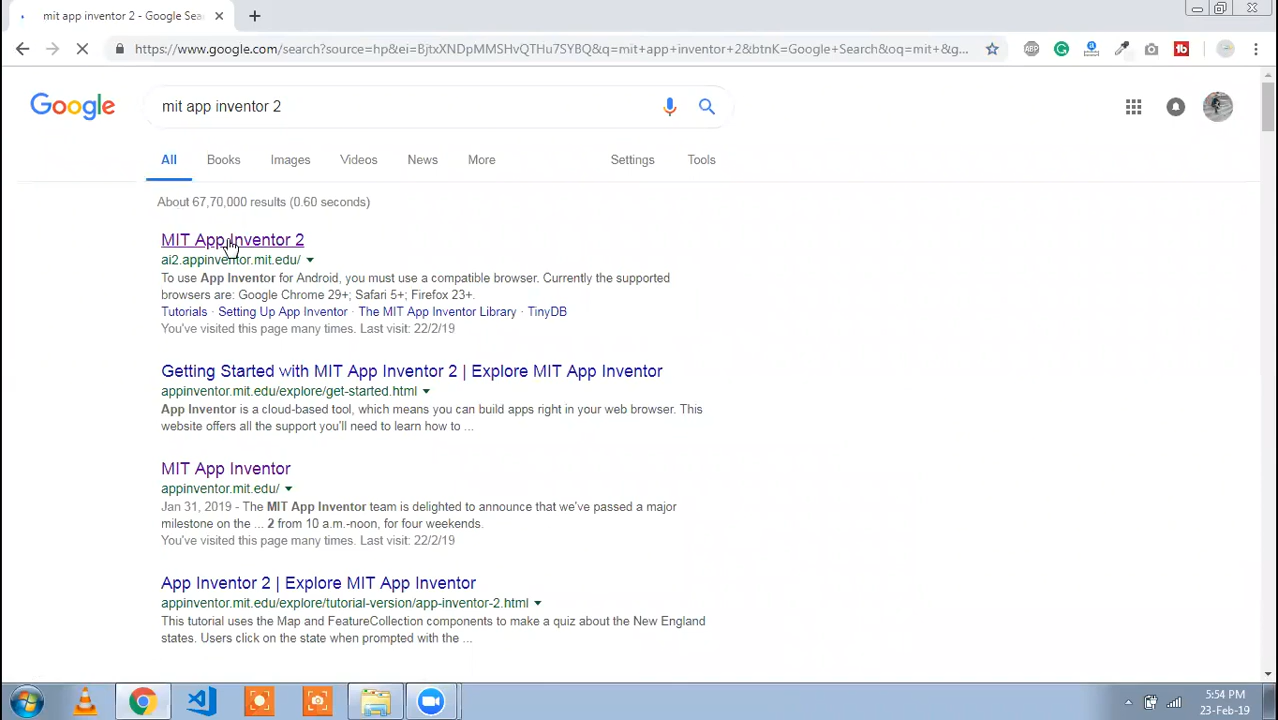 mit app inventor 2 - Google Sea
https://www.google.com/search?source=hp&ei=BjtxXNDpMMSHvQTHu7SYBQ&q=mit+app+inventor+2&btnK=Google+Search&oq=mit+&g...
ABP
Google
mit app inventor 2
All Books Images Videos News More Settings Tools
About 67,70,000 results (0.60 seconds)
MIT App Inventor 2
ai2.appinventor.mit.edu/
To use App Inventor for Android, you must use a compatible browser. Currently the supported
browsers are: Google Chrome 29+; Safari 5+; Firefox 23+.
Tutorials · Setting Up App Inventor · The MIT App Inventor Library · TinyDB
You've visited this page many times. Last visit: 22/2/19
Getting Started with MIT App Inventor 2 | Explore MIT App Inventor
appinventor.mit.edu/explore/get-started.html
App Inventor is a cloud-based tool, which means you can build apps right in your web browser. This
website offers all the support you'll need to learn how to ...
MIT App Inventor
appinventor.mit.edu/
Jan 31, 2019 - The MIT App Inventor team is delighted to announce that we've passed a major
milestone on the ... 2 from 10 a.m.-noon, for four weekends.
You've visited this page many times. Last visit: 22/2/19
App Inventor 2 | Explore MIT App Inventor
appinventor.mit.edu/explore/tutorial-version/app-inventor-2.html
This tutorial uses the Map and FeatureCollection components to make a quiz about the New England
states. Users click on the state when prompted with the ...
5:54 PM
23-Feb-19